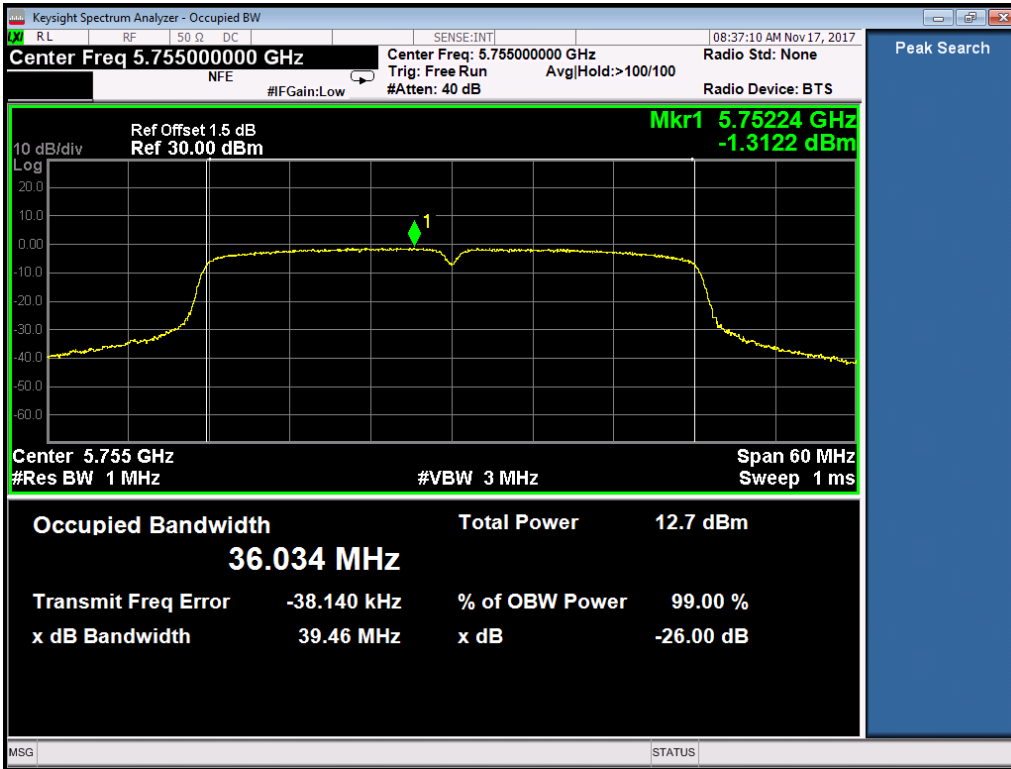 Keysight Spectrum Analyzer - Occupied BW
LXI RL RF 50 Ω DC SENSE:INT 08:37:10 AM Nov 17, 2017
Center Freq 5.755000000 GHz
NFE
#IFGain:Low
Center Freq: 5.755000000 GHz
Trig: Free Run Avg|Hold:>100/100
#Atten: 40 dB
Radio Std: None
Radio Device: BTS
Peak Search
Mkr1 5.75224 GHz
-1.3122 dBm
Ref Offset 1.5 dB
10 dB/div Ref 30.00 dBm
Log
20.0
10.0
0.00
-10.0
-20.0
-30.0
-40.0
-50.0
-60.0
1
Center 5.755 GHz Span 60 MHz
#Res BW 1 MHz #VBW 3 MHz Sweep 1 ms
Occupied Bandwidth Total Power 12.7 dBm
36.034 MHz
Transmit Freq Error -38.140 kHz % of OBW Power 99.00 %
x dB Bandwidth 39.46 MHz x dB -26.00 dB
MSG STATUS